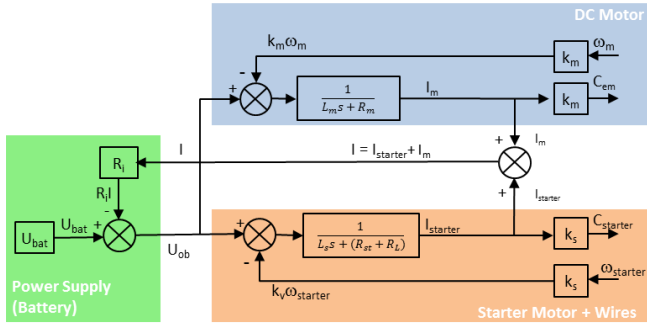 DC Motor
kmωm
ωm
km
-
+
1
Lms + Rm
Im
km
Cem
I
I = Istarter + Im
+
Im
Ri
RiI
-
+
Istarter
Ubat
Ubat
+
Uob
+
-
1
Lss + (Rst + RL)
Istarter
ks
Cstarter
ks
ωstarter
kvωstarter
Power Supply
(Battery)
Starter Motor + Wires